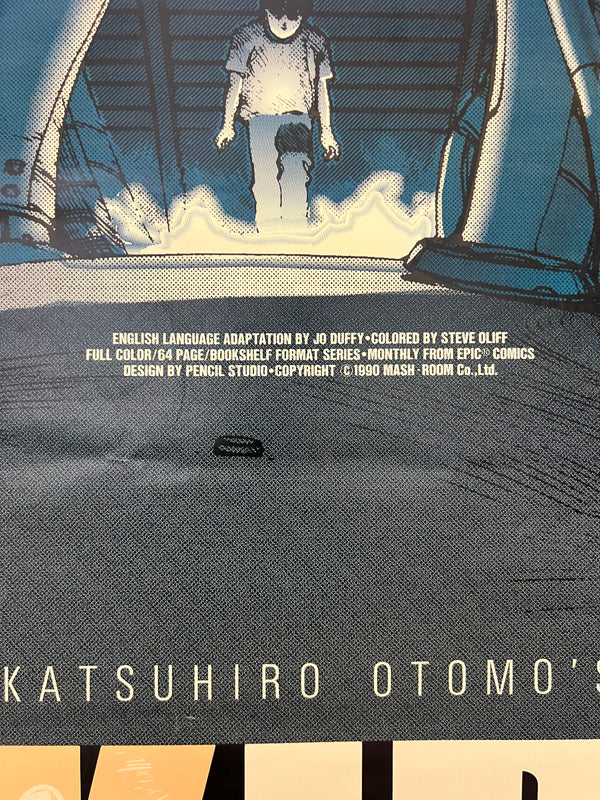 ENGLISH LANGUAGE ADAPTATION BY JO DUFFY•COLORED BY STEVE OLIFF
FULL COLOR/64 PAGE/BOOKSHELF FORMAT SERIES•MONTHLY FROM EPIC® COMICS
DESIGN BY PENCIL STUDIO•COPYRIGHT ©1990 MASH・ROOM Co.,Ltd.
KATSUHIRO OTOMO'S